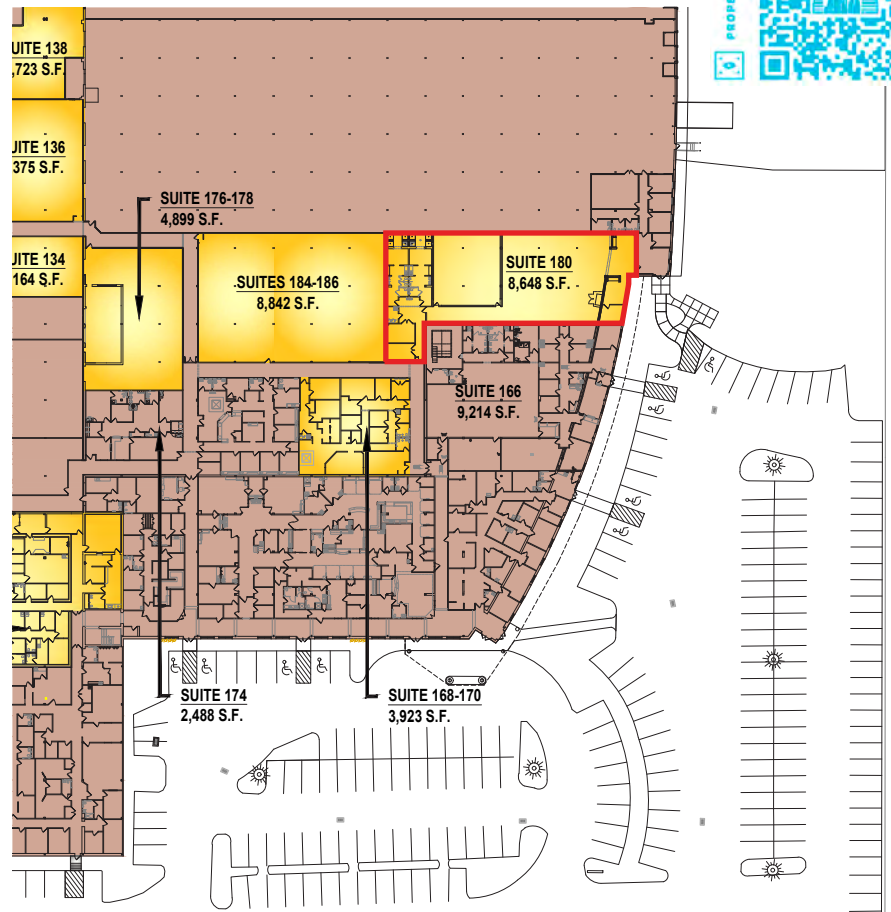 PROPE
UITE 138
,723 S.F.
UITE 136
375 S.F.
SUITE 176-178
4,899 S.F.
UITE 134
164 S.F.
SUITES 184-186
8,842 S.F.
SUITE 180
8,648 S.F.
SUITE 166
9,214 S.F.
SUITE 174
2,488 S.F.
SUITE 168-170
3,923 S.F.